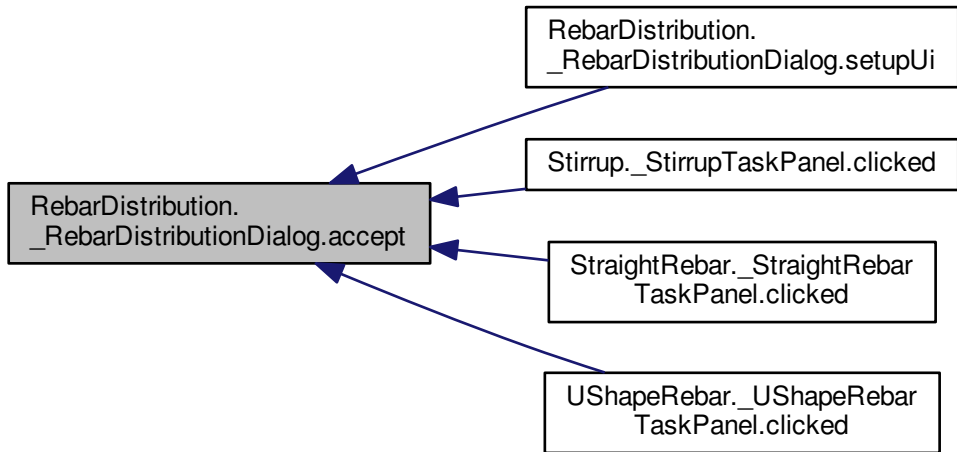 RebarDistribution.
_RebarDistributionDialog.setupUi
Stirrup._StirrupTaskPanel.clicked
RebarDistribution.
_RebarDistributionDialog.accept
StraightRebar._StraightRebar
TaskPanel.clicked
UShapeRebar._UShapeRebar
TaskPanel.clicked